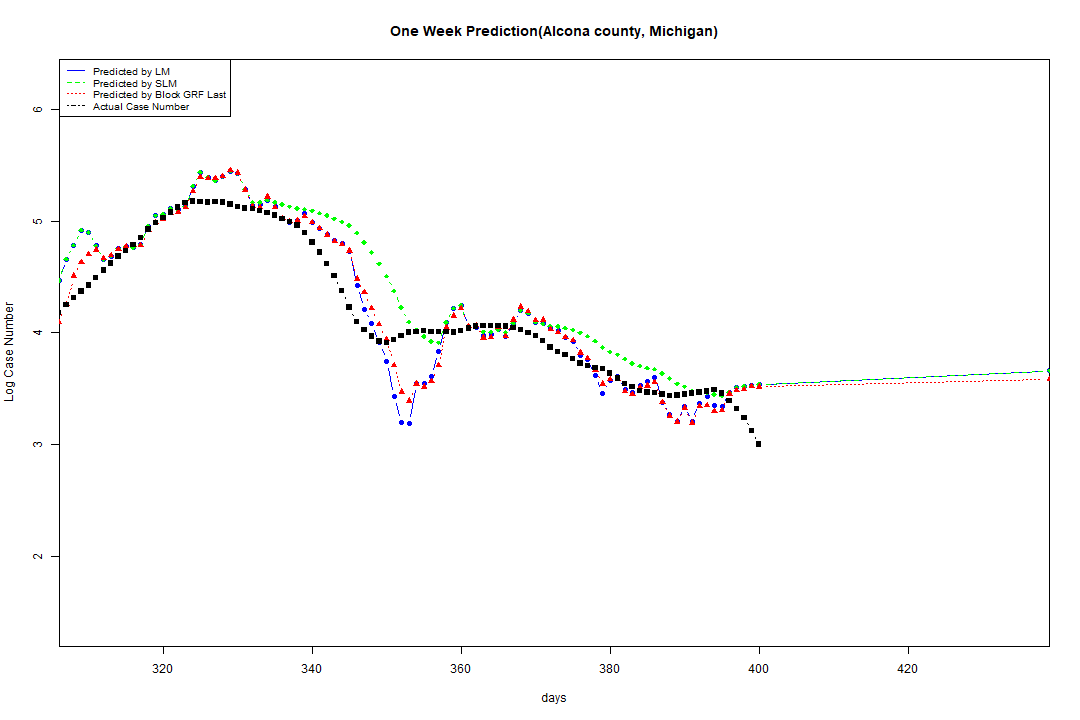 One Week Prediction(Alcona county, Michigan)
Predicted by LM
Predicted by SLM
Predicted by Block GRF Last
Actual Case Number
6
5
4
3
2
Log Case Number
320 340 360 380 400 420
days